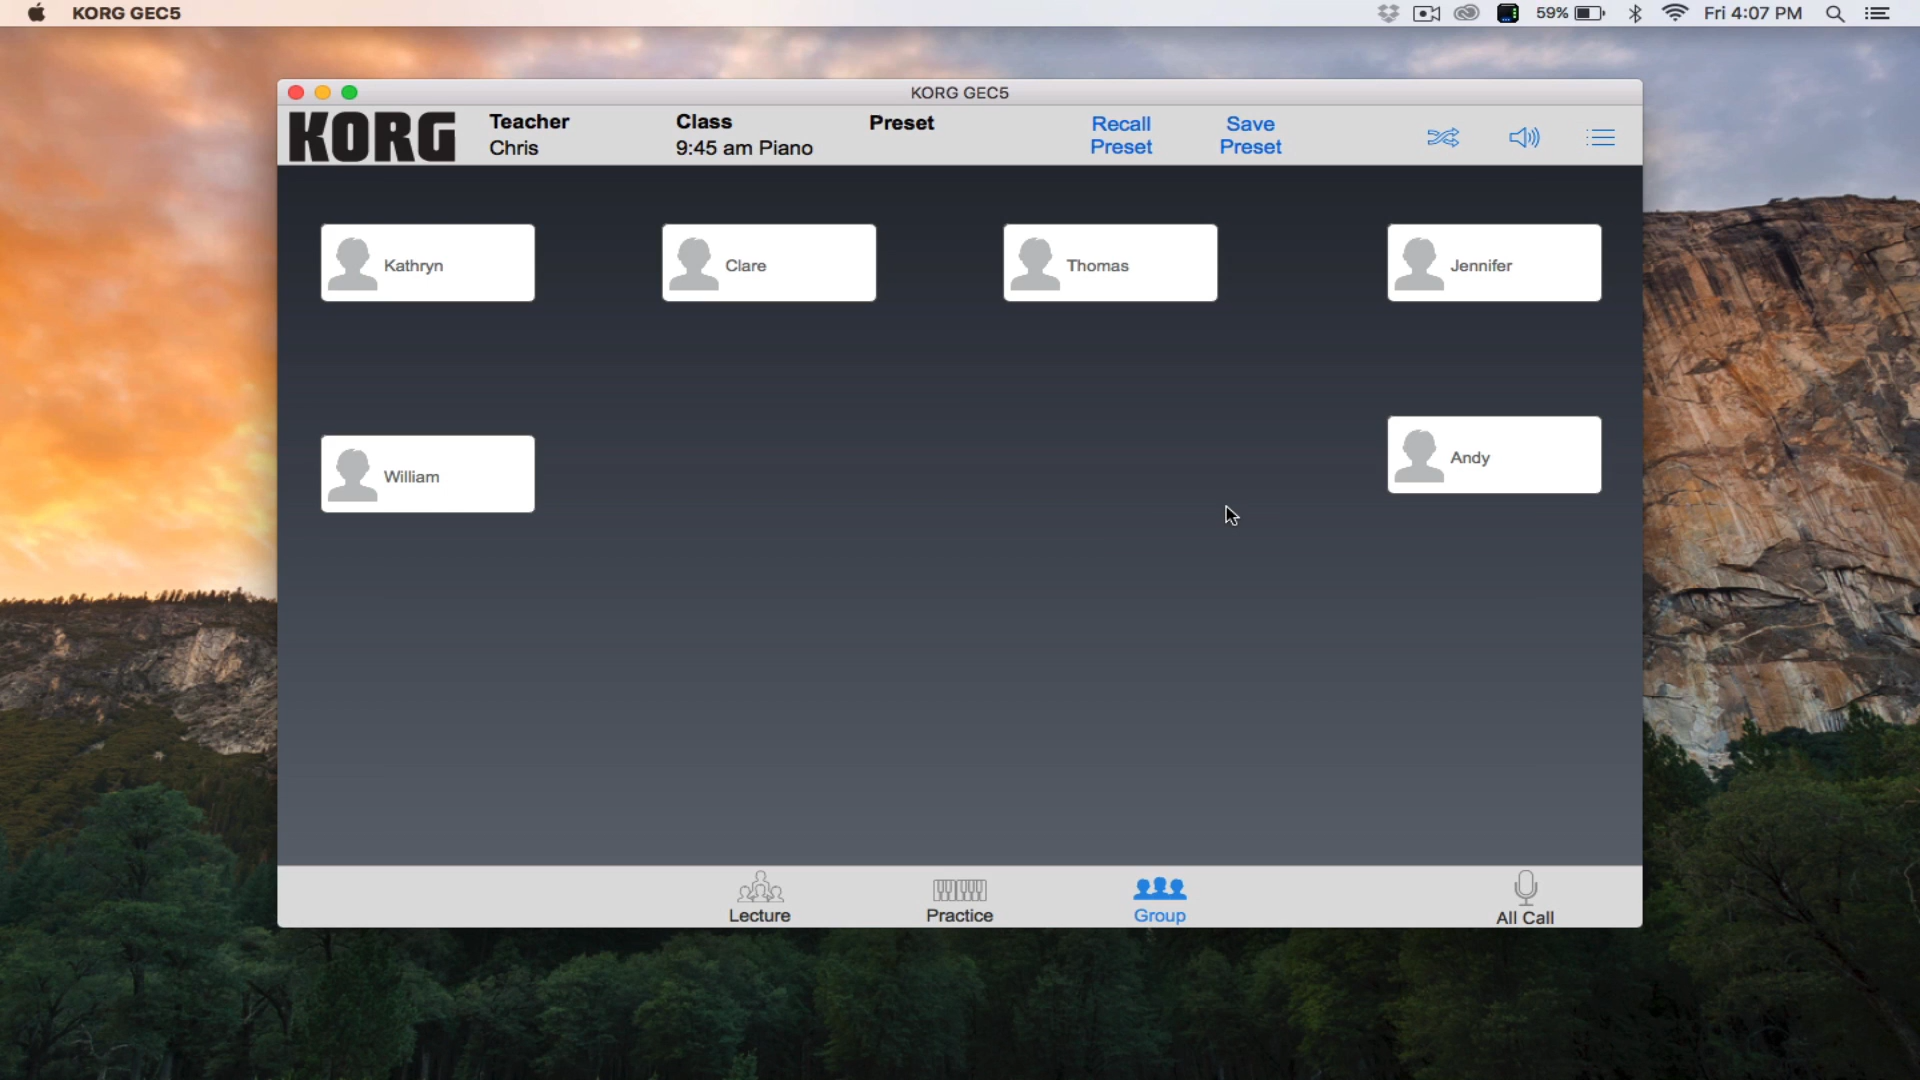 KORG GEC5
59%
Fri 4:07 PM
KORG GEC5
KORG
Teacher
Chris
Class
9:45 am Piano
Preset
Recall
Preset
Save
Preset
Kathryn
Clare
Thomas
Jennifer
William
Andy
Lecture
Practice
Group
All Call